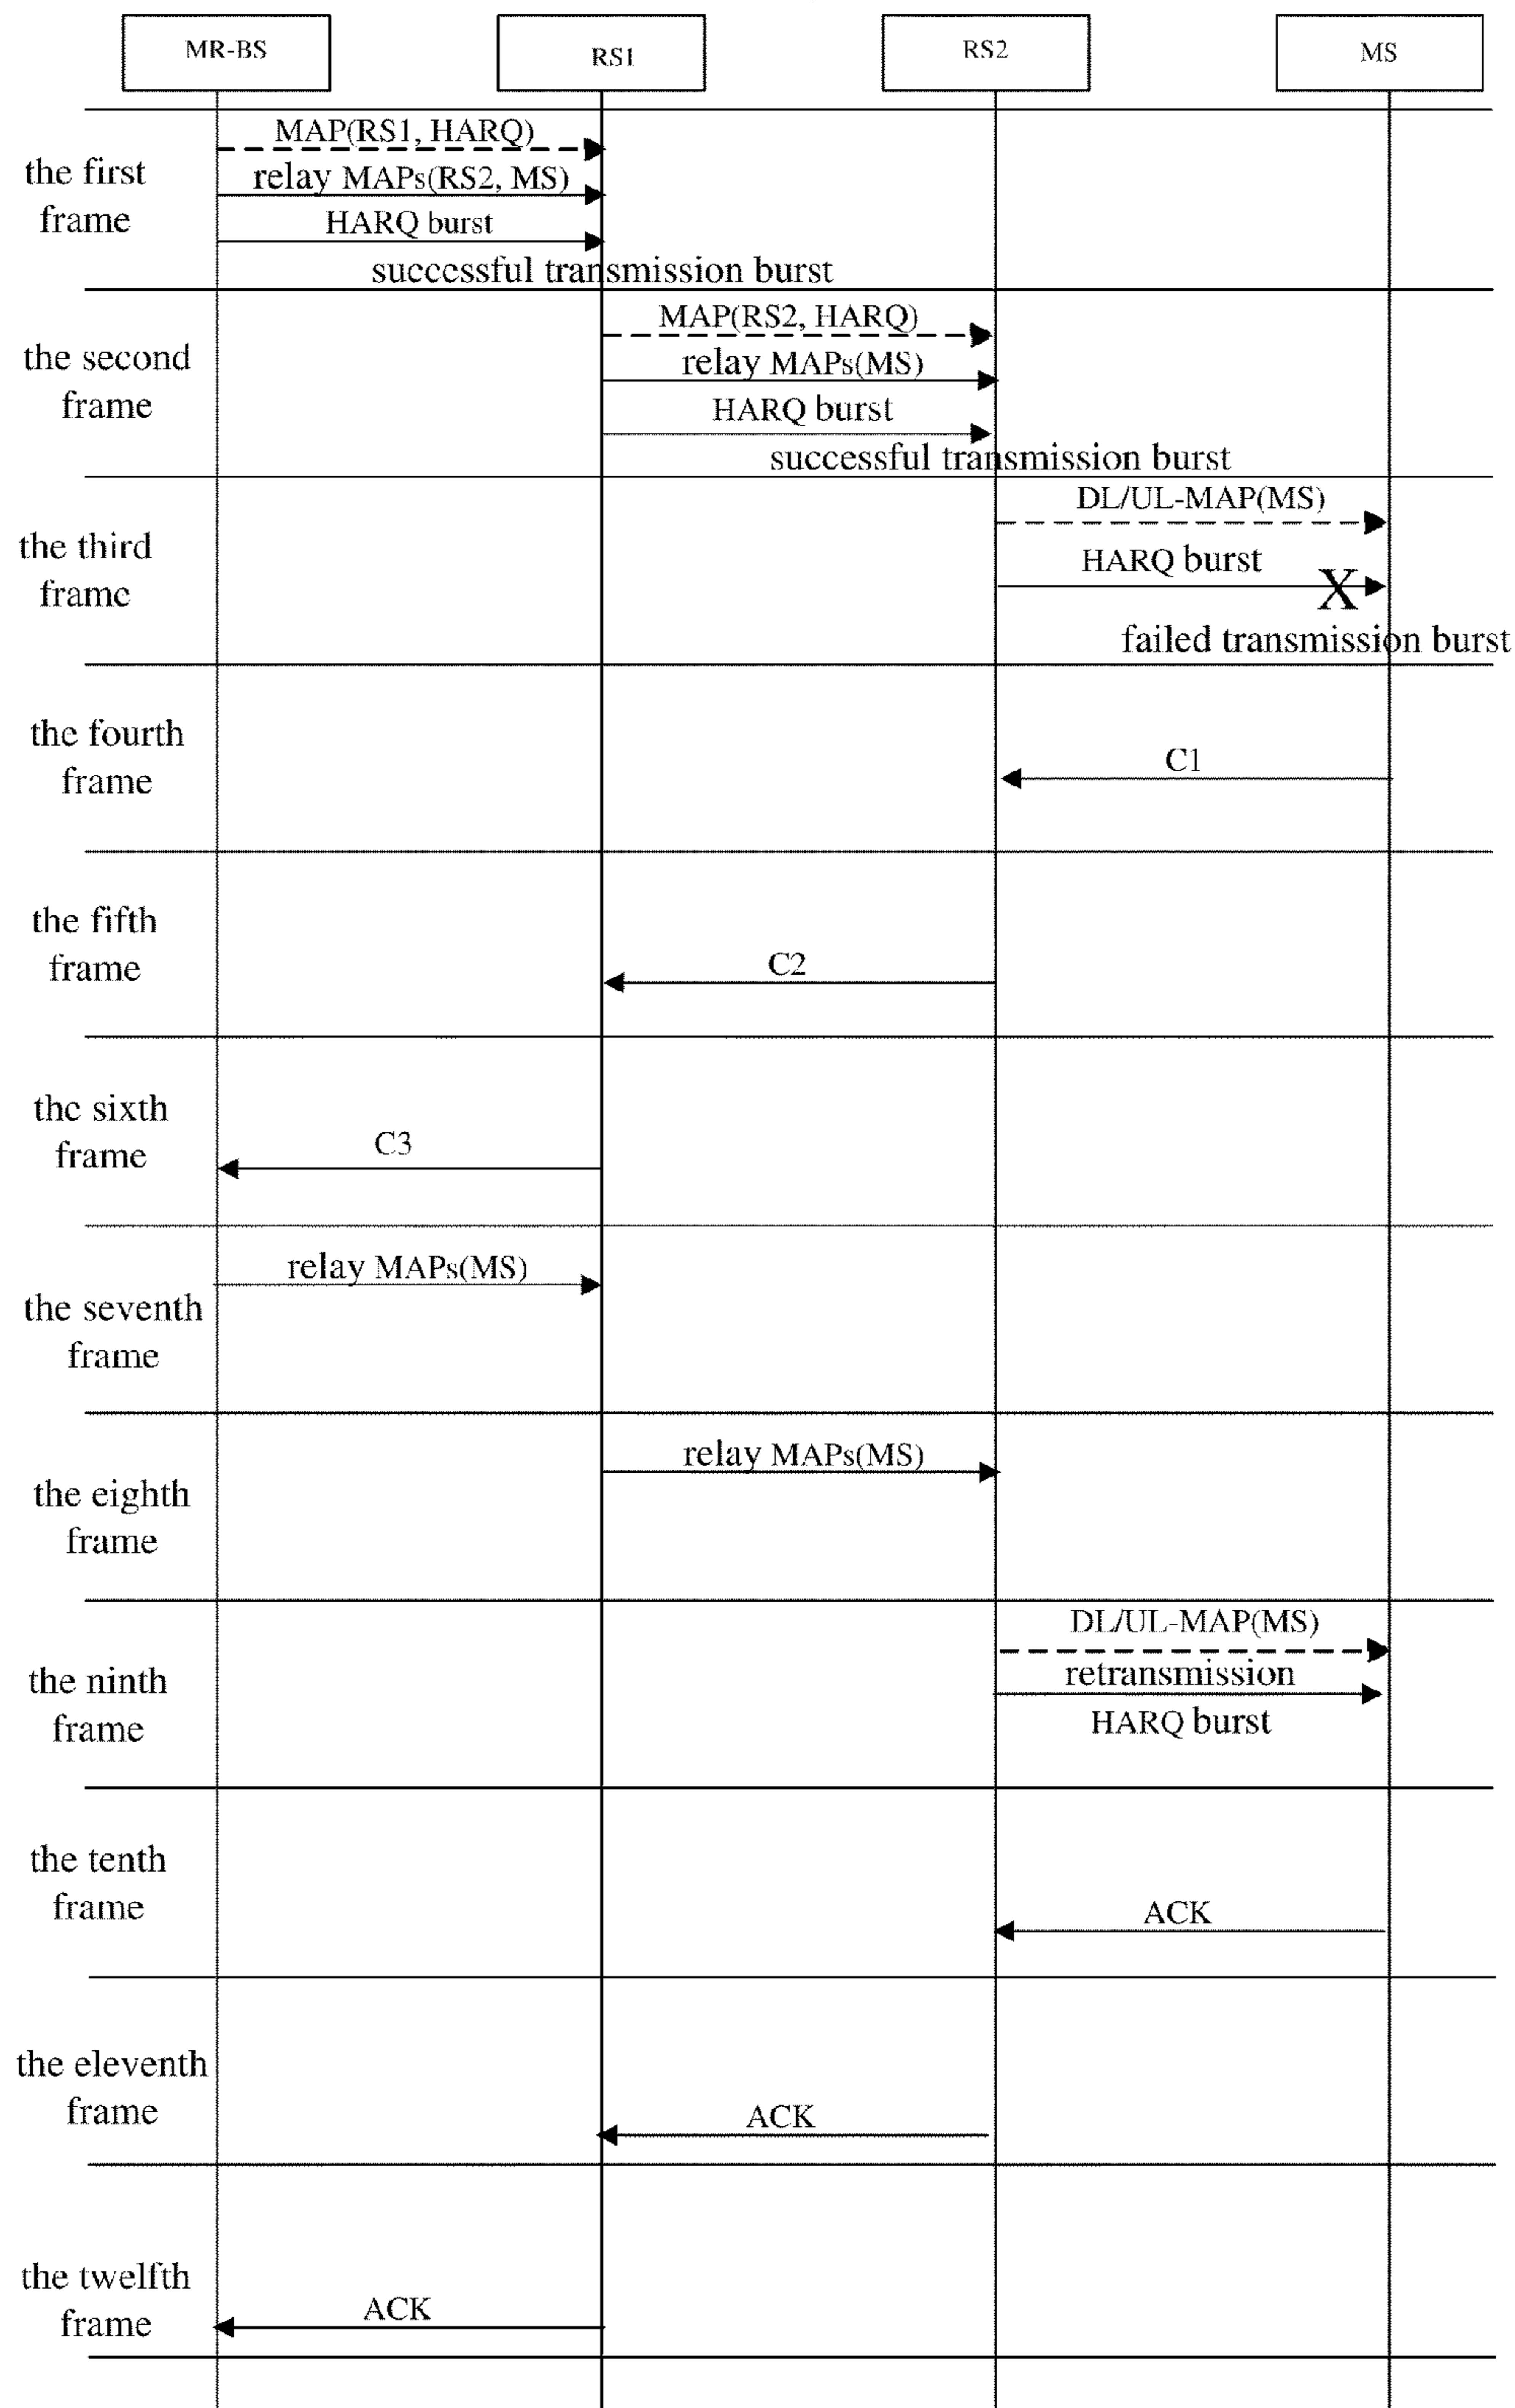 MR-BS
RS1
RS2
MS
the first
frame
MAP(RS1, HARQ)
relay MAPs(RS2, MS)
HARQ burst
successful transmission burst
the second
frame
MAP(RS2, HARQ)
relay MAPs(MS)
HARQ burst
successful transmission burst
the third
frame
DL/UL-MAP(MS)
HARQ burst
X
failed transmission burst
the fourth
frame
C1
the fifth
frame
C2
the sixth
frame
C3
the seventh
frame
relay MAPs(MS)
the eighth
frame
relay MAPs(MS)
the ninth
frame
DL/UL-MAP(MS)
retransmission
HARQ burst
the tenth
frame
ACK
the eleventh
frame
ACK
the twelfth
frame
ACK